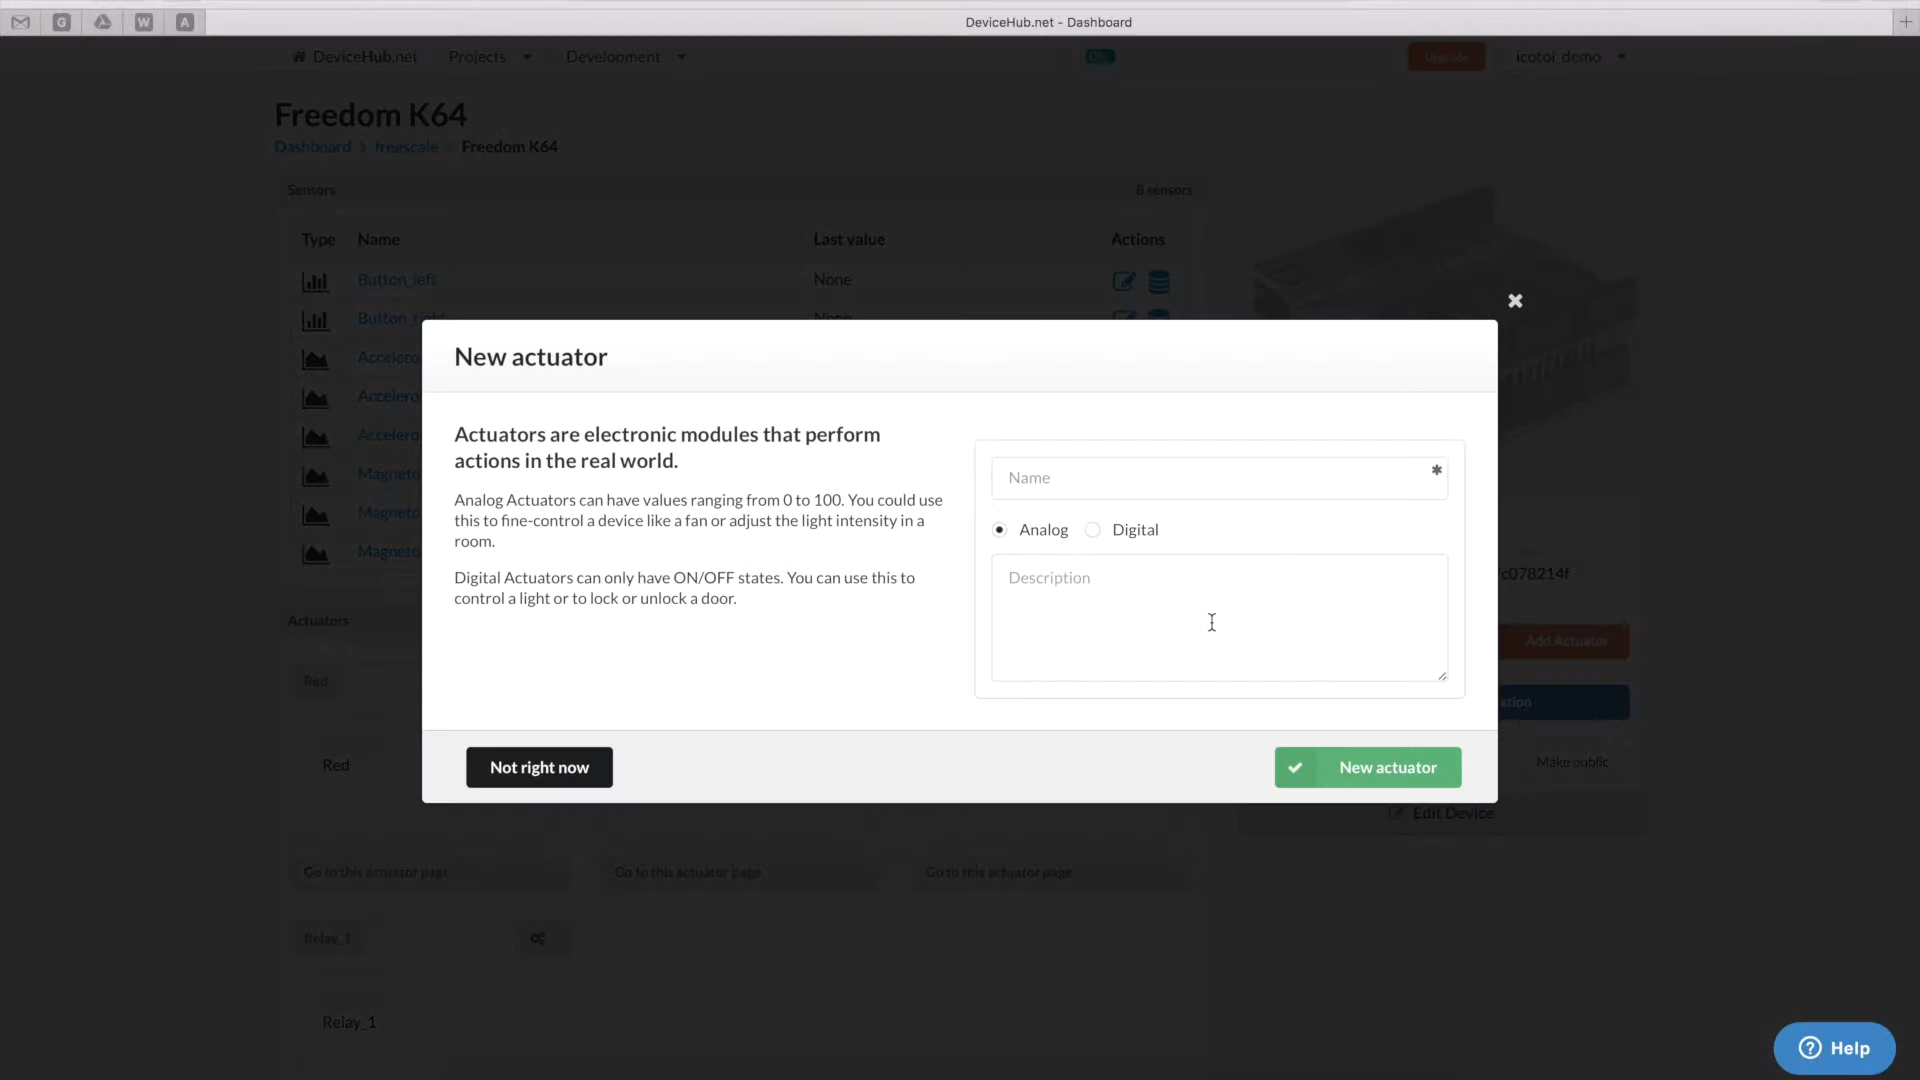 G
W
A
DeviceHub.net - Dashboard
DeviceHub.net Projects Development
Upgrade icotoi_demo
Freedom K64
Dashboard freescale Freedom K64
Sensors 8 sensors
Type Name Last value Actions
Button_left None
Button_right None
Accelero
Accelero
Accelero
Magneto
Magneto
Magneto
New actuator
Actuators are electronic modules that perform
actions in the real world.
Analog Actuators can have values ranging from 0 to 100. You could use
this to fine-control a device like a fan or adjust the light intensity in a
room.
Digital Actuators can only have ON/OFF states. You can use this to
control a light or to lock or unlock a door.
Name *
Analog Digital
Description
Not right now New actuator
c078214f
Add Actuator
ation
Make public
Edit Device
Actuators
Red
Red
Go to this actuator page Go to this actuator page Go to this actuator page
Relay_1
Relay_1
Help